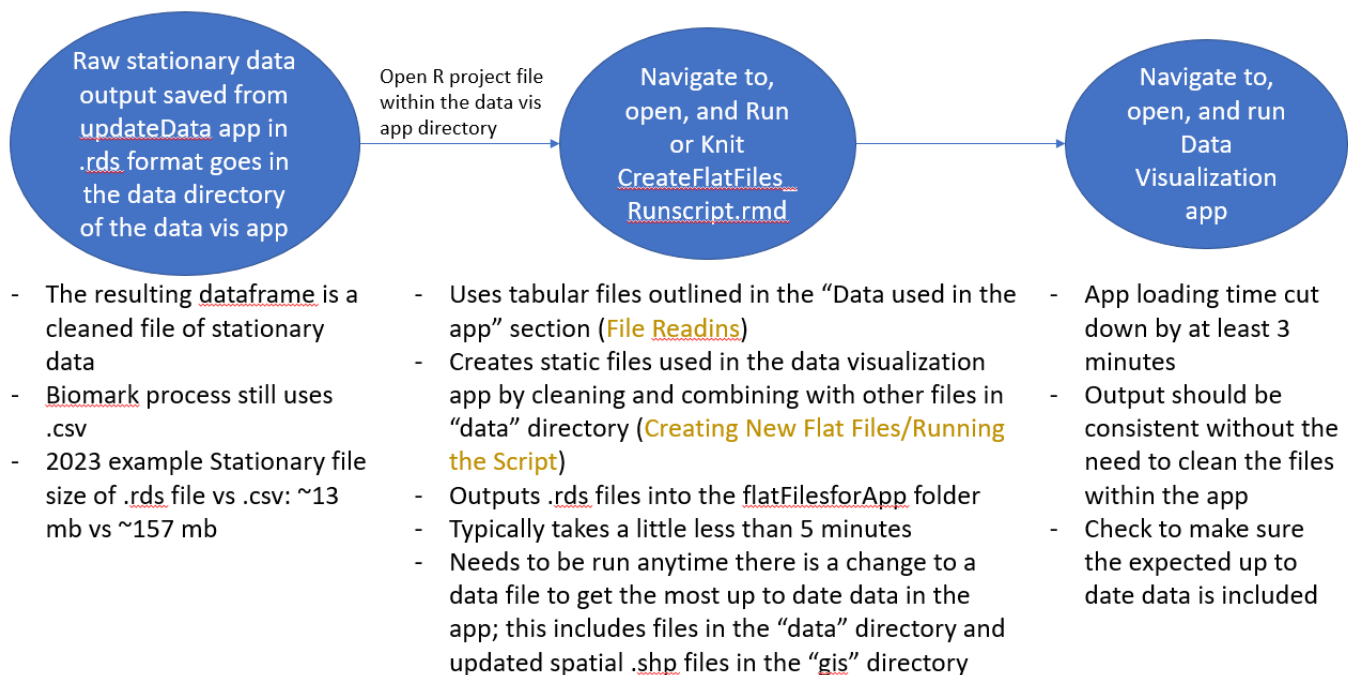 Raw stationary data
output saved from
updateData app in
.rds format goes in
the data directory
of the data vis app
Open R project file
within the data vis
app directory
Navigate to,
open, and Run
or Knit
CreateFlatFiles_
Runscript.rmd
Navigate to,
open, and run
Data
Visualization
app
- The resulting dataframe is a
cleaned file of stationary
data
- Biomark process still uses
.csv
- 2023 example Stationary file
size of .rds file vs .csv: ~13
mb vs ~157 mb
- Uses tabular files outlined in the “Data used in the
app” section (File Readins)
- Creates static files used in the data visualization
app by cleaning and combining with other files in
“data” directory (Creating New Flat Files/Running
the Script)
- Outputs .rds files into the flatFilesforApp folder
- Typically takes a little less than 5 minutes
- Needs to be run anytime there is a change to a
data file to get the most up to date data in the
app; this includes files in the “data” directory and
updated spatial .shp files in the “gis” directory
- App loading time cut
down by at least 3
minutes
- Output should be
consistent without the
need to clean the files
within the app
- Check to make sure
the expected up to
date data is included